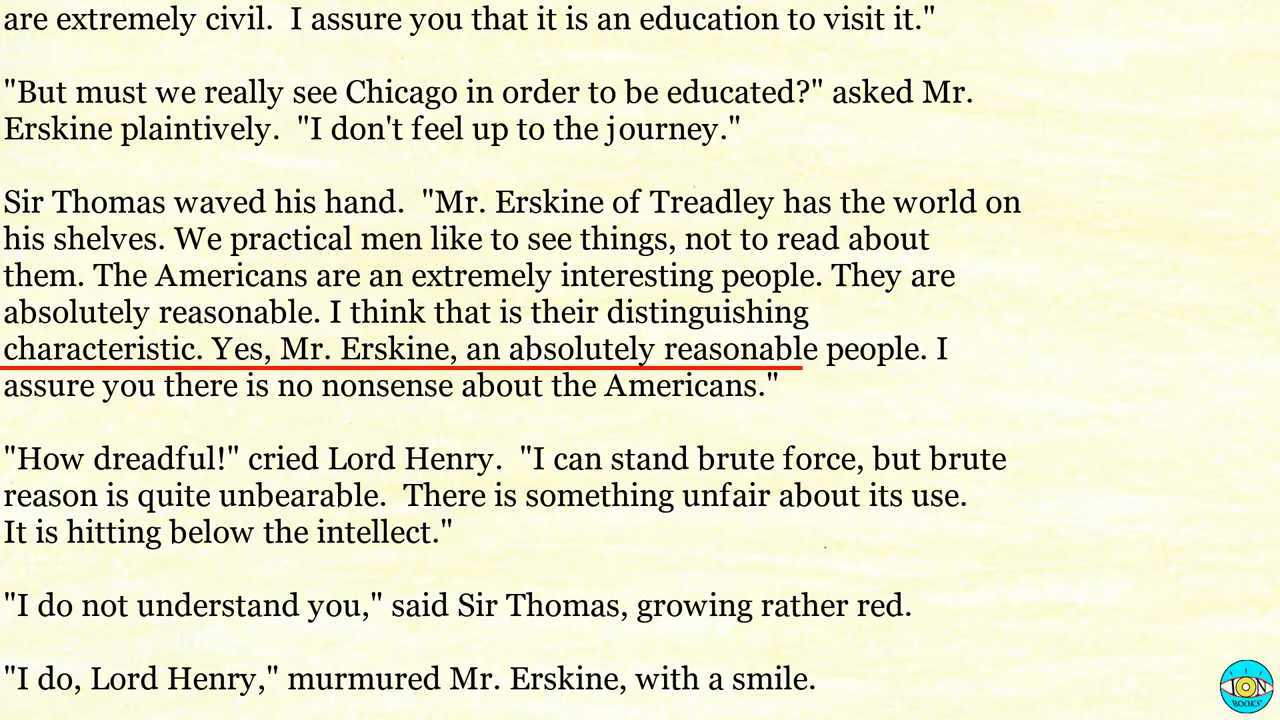 are extremely civil.  I assure you that it is an education to visit it."
"But must we really see Chicago in order to be educated?" asked Mr.
Erskine plaintively.  "I don't feel up to the journey."
Sir Thomas waved his hand.  "Mr. Erskine of Treadley has the world on
his shelves. We practical men like to see things, not to read about
them. The Americans are an extremely interesting people. They are
absolutely reasonable. I think that is their distinguishing
characteristic. Yes, Mr. Erskine, an absolutely reasonable people. I
assure you there is no nonsense about the Americans."
"How dreadful!" cried Lord Henry.  "I can stand brute force, but brute
reason is quite unbearable.  There is something unfair about its use.
It is hitting below the intellect."
"I do not understand you," said Sir Thomas, growing rather red.
"I do, Lord Henry," murmured Mr. Erskine, with a smile.
ION
BOOKS